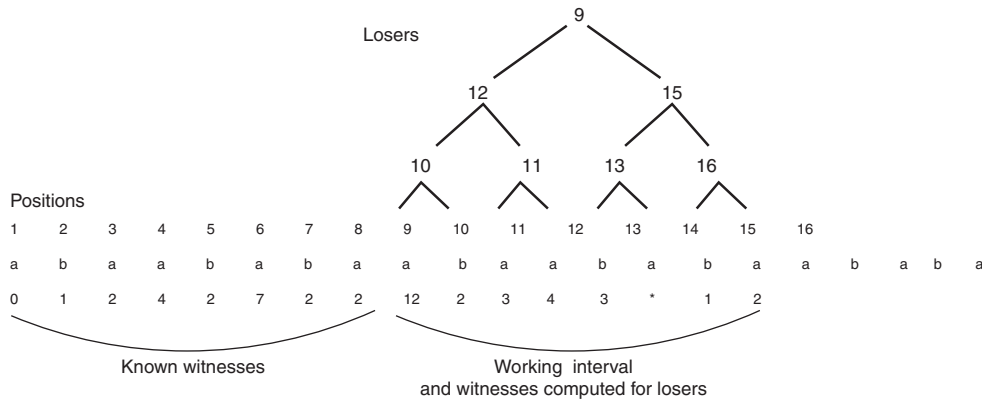 9
Losers
12 15
10 11 13 16
Positions
1 2 3 4 5 6 7 8 9 10 11 12 13 14 15 16
a b a a b a b a a b a a b a b a a b a b a
0 1 2 4 2 7 2 2 12 2 3 4 3 * 1 2
Known witnesses
Working interval
and witnesses computed for losers